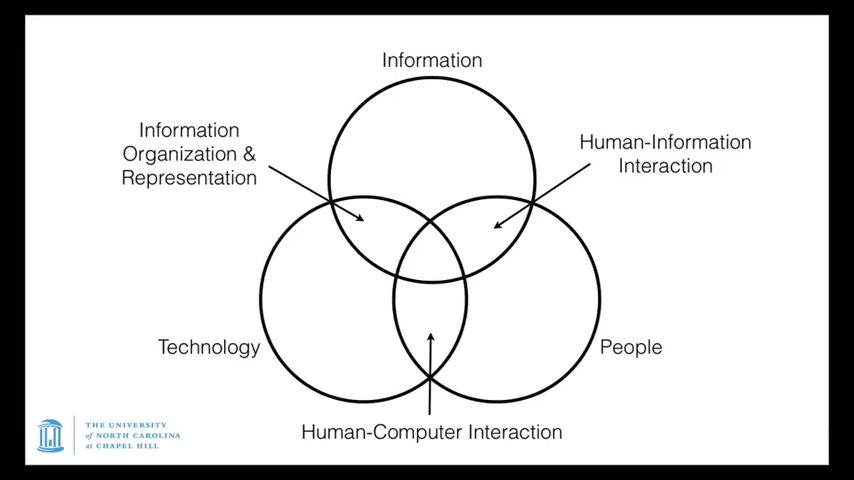 Information
Information
Organization &
Representation
Human-Information
Interaction
Technology
People
Human-Computer Interaction
THE UNIVERSITY
of NORTH CAROLINA
at CHAPEL HILL